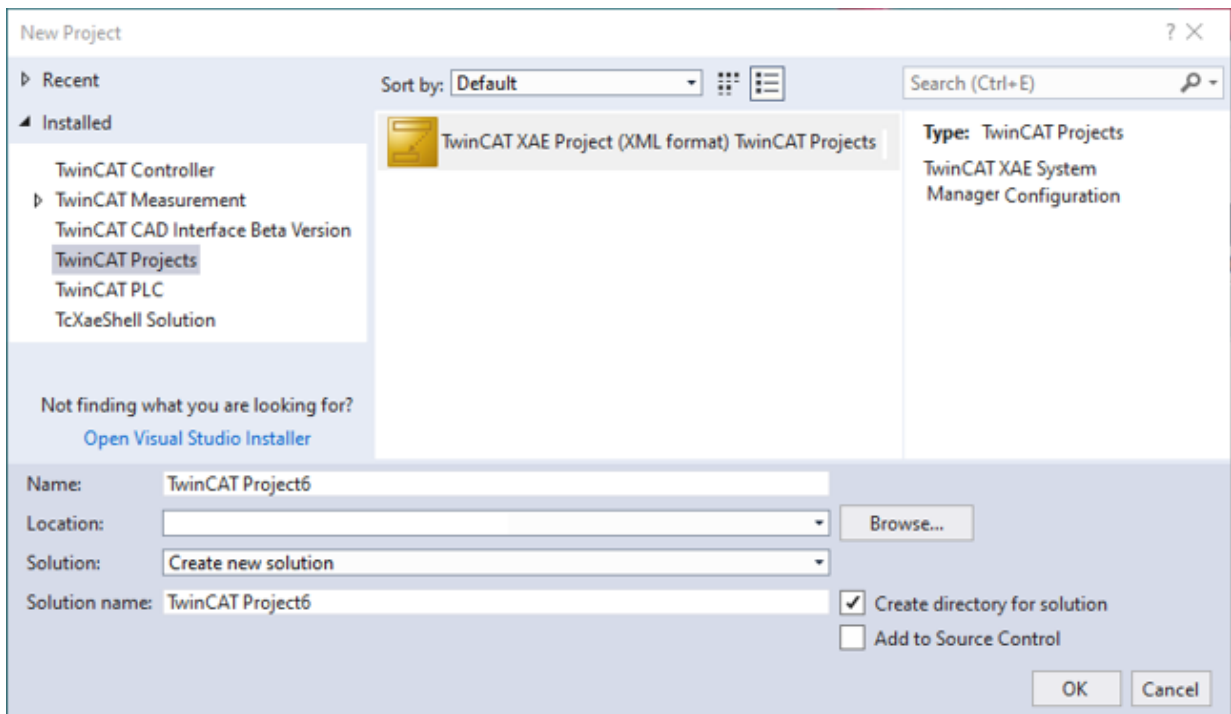 New Project
?
Recent
Installed
TwinCAT Controller
TwinCAT Measurement
TwinCAT CAD Interface Beta Version
TwinCAT Projects
TwinCAT PLC
TcXaeShell Solution
Not finding what you are looking for?
Open Visual Studio Installer
Sort by: Default
TwinCAT XAE Project (XML format) TwinCAT Projects
Search (Ctrl+E)
Type: TwinCAT Projects
TwinCAT XAE System
Manager Configuration
Name: TwinCAT Project6
Location:
Browse...
Solution: Create new solution
Solution name: TwinCAT Project6
Create directory for solution
Add to Source Control
OK
Cancel